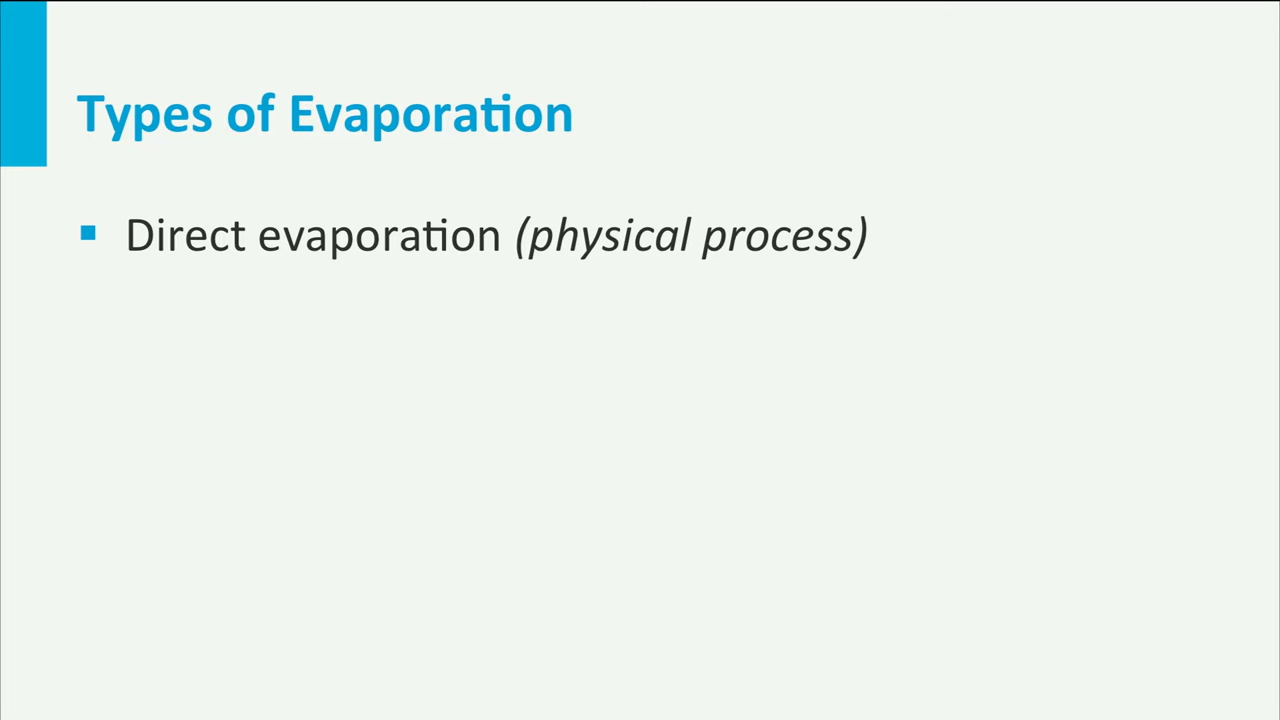 Types of Evaporation
▪ Direct evaporation (physical process)